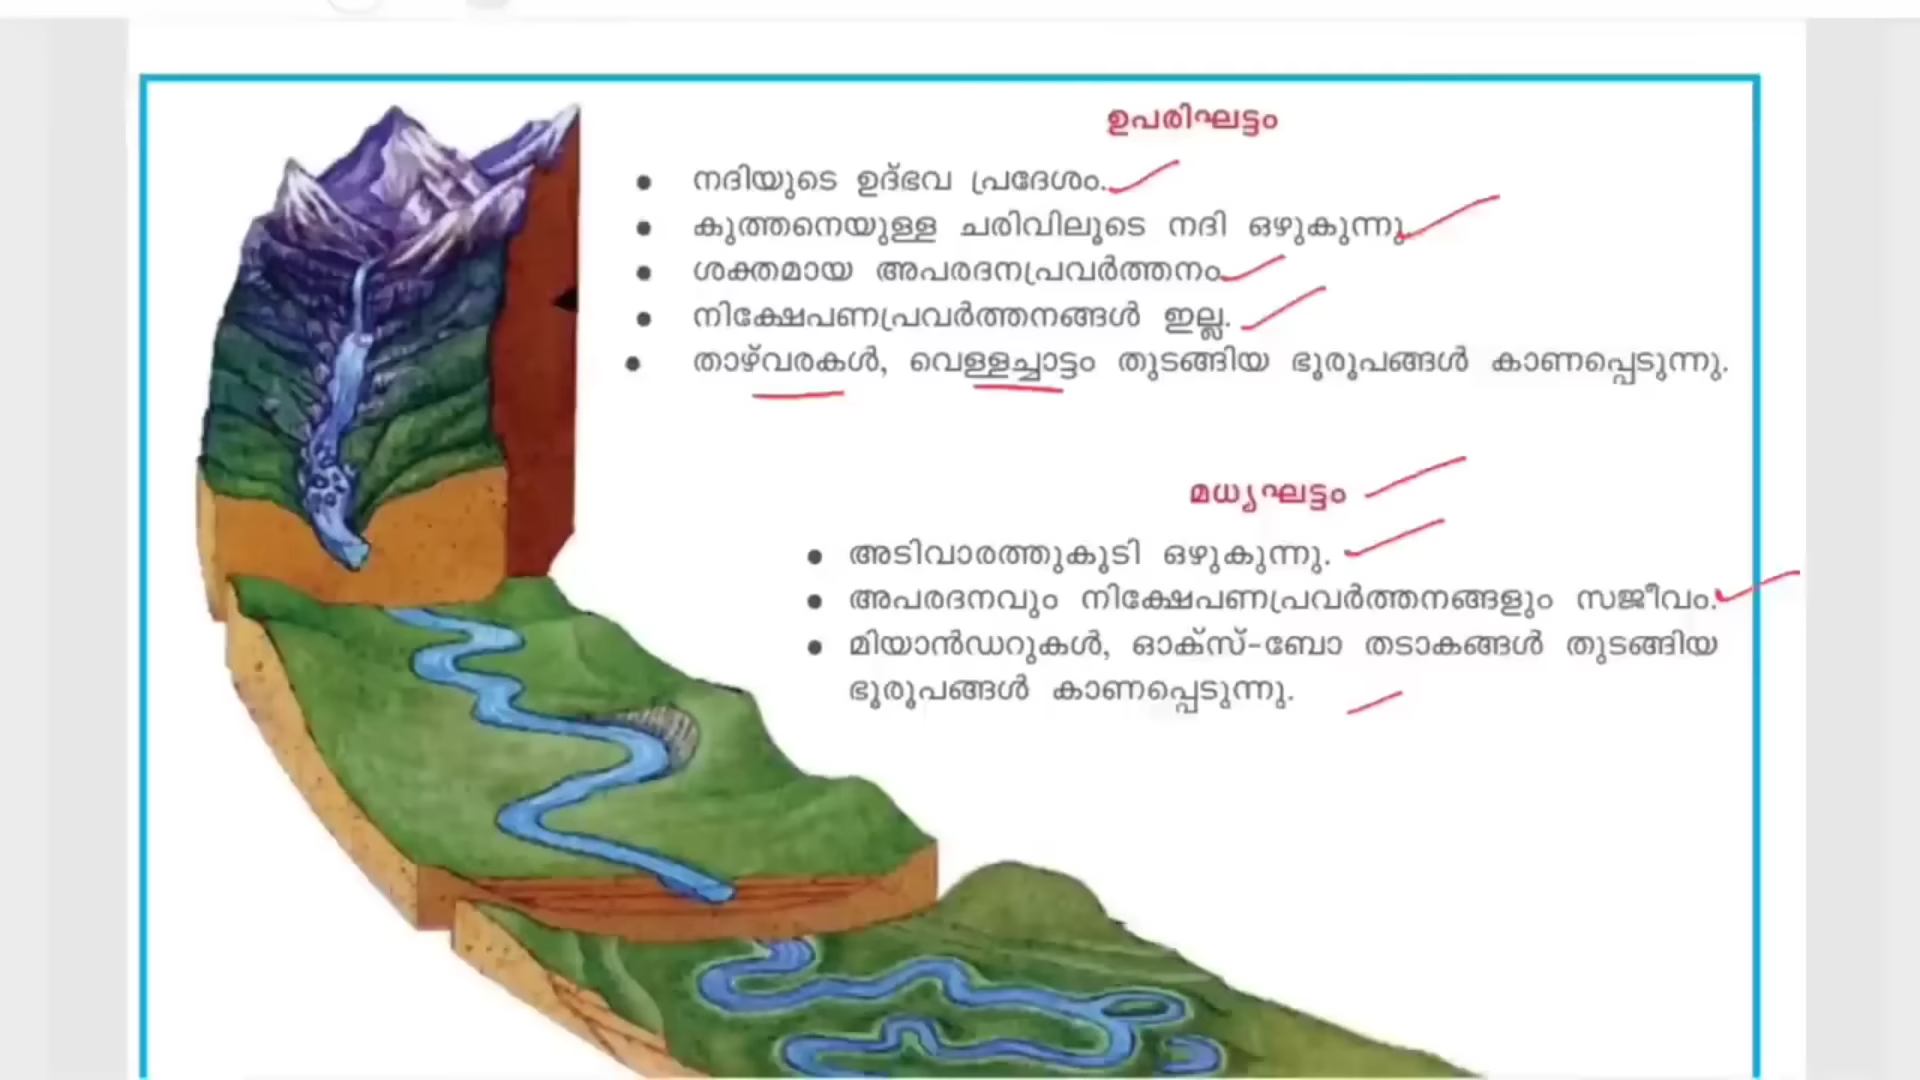 ഉപരിഘട്ടം
• നദിയുടെ ഉദ്ഭവ പ്രദേശം.
• കുത്തനെയുള്ള ചരിവിലൂടെ നദി ഒഴുകുന്നു.
• ശക്തമായ അപരദനപ്രവർത്തനം.
• നിക്ഷേപണപ്രവർത്തനങ്ങൾ ഇല്ല.
• താഴ്‌വരകൾ, വെള്ളച്ചാട്ടം തുടങ്ങിയ ഭൂരൂപങ്ങൾ കാണപ്പെടുന്നു.
മധ്യഘട്ടം
• അടിവാരത്തുകൂടി ഒഴുകുന്നു.
• അപരദനവും നിക്ഷേപണപ്രവർത്തനങ്ങളും സജീവം.
• മിയാൻഡറുകൾ, ഓക്സ്-ബോ തടാകങ്ങൾ തുടങ്ങിയ
ഭൂരൂപങ്ങൾ കാണപ്പെടുന്നു.